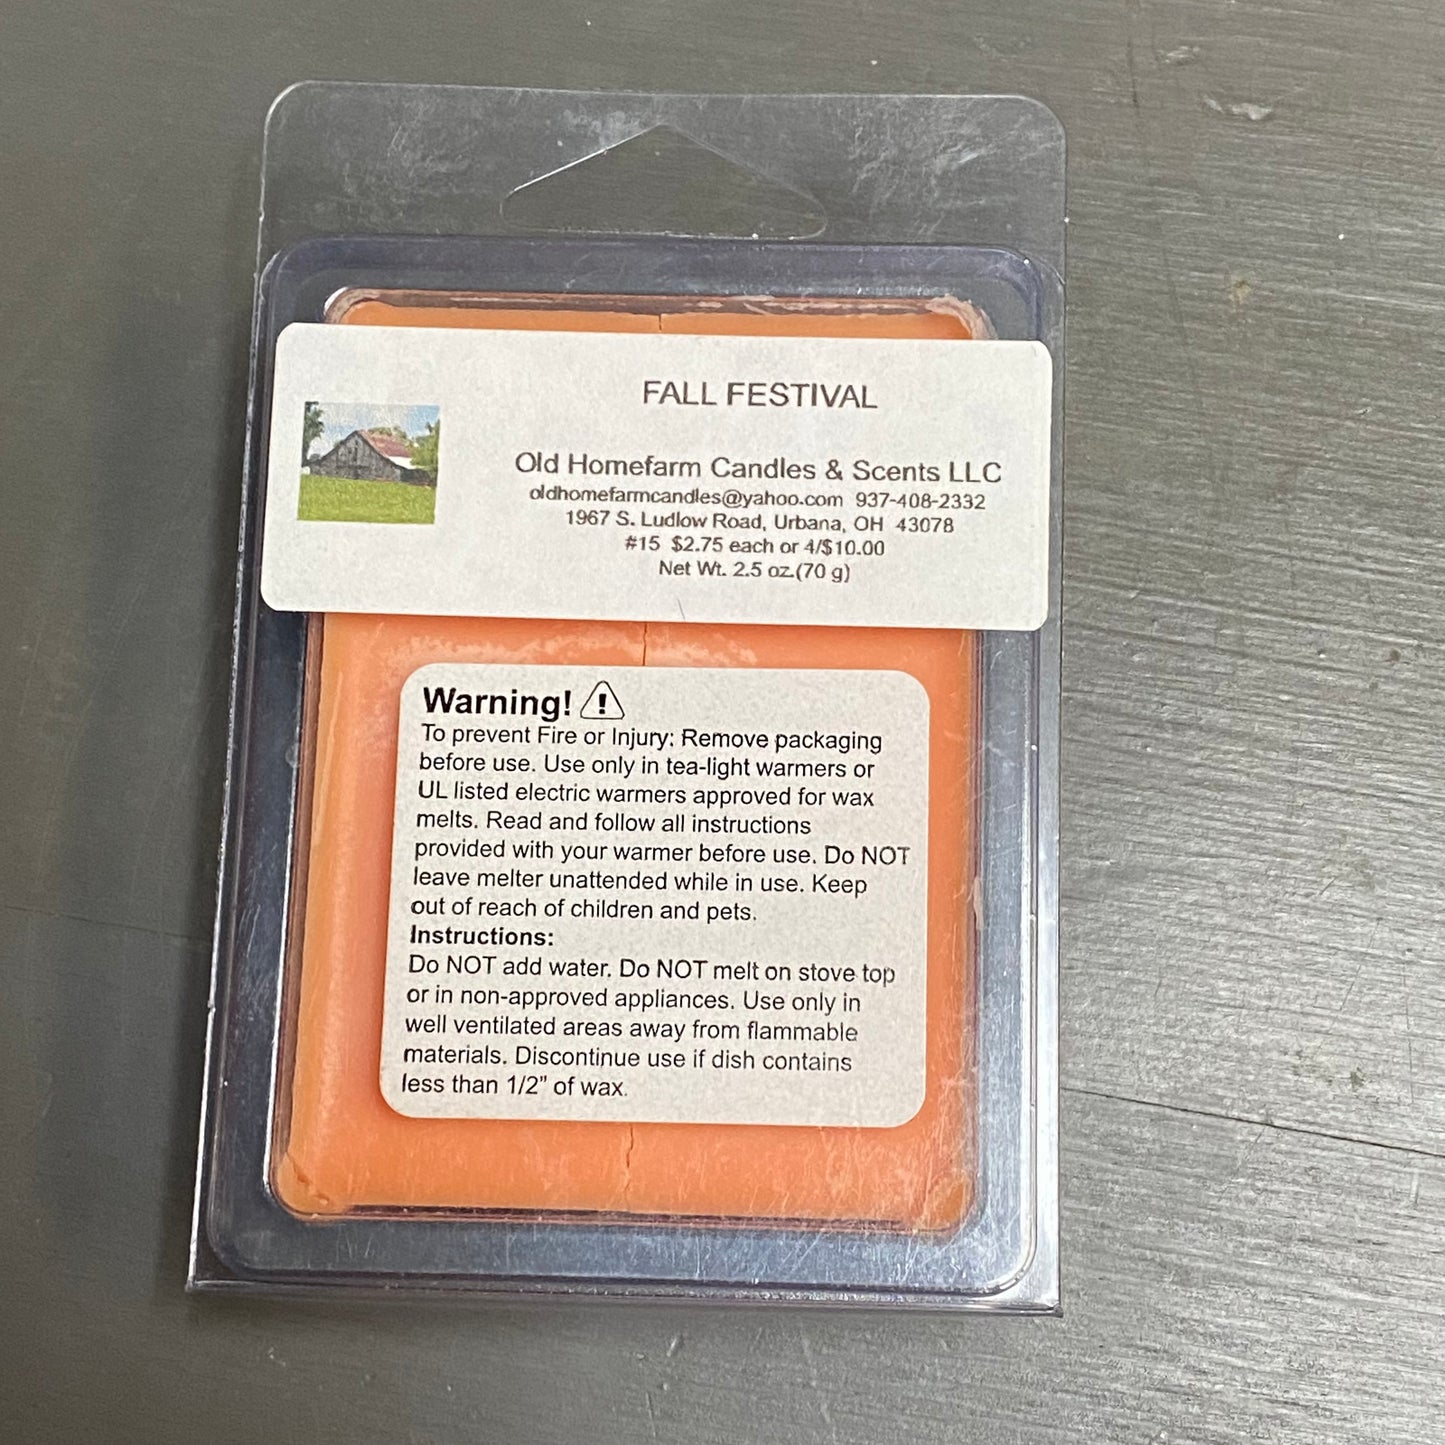 FALL FESTIVAL
Old Homefarm Candles & Scents LLC
oldhomefarmcandles@yahoo.com 937-408-2332
1967 S. Ludlow Road, Urbana, OH 43078
#15 $2.75 each or 4/$10.00
Net Wt. 2.5 oz.(70 g)
Warning! !
To prevent Fire or Injury: Remove packaging
before use. Use only in tea-light warmers or
UL listed electric warmers approved for wax
melts. Read and follow all instructions
provided with your warmer before use. Do NOT
leave melter unattended while in use. Keep
out of reach of children and pets.
Instructions:
Do NOT add water. Do NOT melt on stove top
or in non-approved appliances. Use only in
well ventilated areas away from flammable
materials. Discontinue use if dish contains
less than 1/2" of wax.